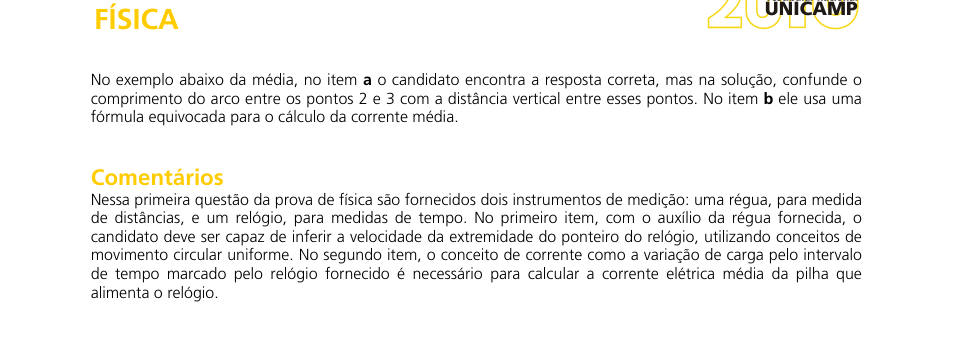 FÍSICA
UNICAMP
No exemplo abaixo da média, no item a o candidato encontra a resposta correta, mas na solução, confunde o
comprimento do arco entre os pontos 2 e 3 com a distância vertical entre esses pontos. No item b ele usa uma
fórmula equivocada para o cálculo da corrente média.
Comentários
Nessa primeira questão da prova de física são fornecidos dois instrumentos de medição: uma régua, para medida
de distâncias, e um relógio, para medidas de tempo. No primeiro item, com o auxílio da régua fornecida, o
candidato deve ser capaz de inferir a velocidade da extremidade do ponteiro do relógio, utilizando conceitos de
movimento circular uniforme. No segundo item, o conceito de corrente como a variação de carga pelo intervalo
de tempo marcado pelo relógio fornecido é necessário para calcular a corrente elétrica média da pilha que
alimenta o relógio.